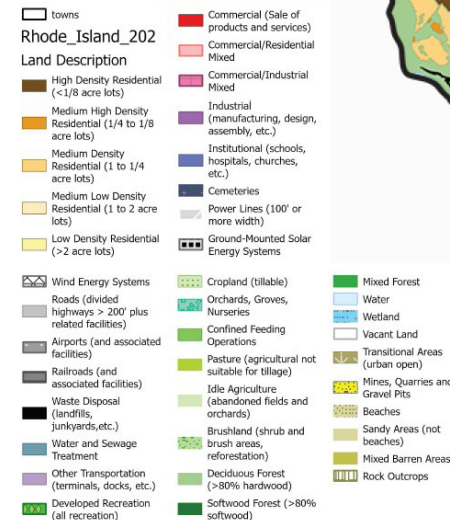 towns
Rhode_Island_202
Land Description
High Density Residential
(<1/8 acre lots)
Medium High Density
Residential (1/4 to 1/8
acre lots)
Medium Density
Residential (1 to 1/4
acre lots)
Medium Low Density
Residential (1 to 2 acre
lots)
Low Density Residential
(>2 acre lots)
Commercial (Sale of
products and services)
Commercial/Residential
Mixed
Commercial/Industrial
Mixed
Industrial
(manufacturing, design,
assembly, etc.)
Institutional (schools,
hospitals, churches,
etc.)
Cemeteries
Power Lines (100' or
more width)
Ground-Mounted Solar
Energy Systems
Wind Energy Systems
Roads (divided
highways > 200' plus
related facilities)
Airports (and associated
facilities)
Railroads (and
associated facilities)
Waste Disposal
(landfills,
junkyards,etc.)
Water and Sewage
Treatment
Other Transportation
(terminals, docks, etc.)
Developed Recreation
(all recreation)
Cropland (tillable)
Orchards, Groves,
Nurseries
Confined Feeding
Operations
Pasture (agricultural not
suitable for tillage)
Idle Agriculture
(abandoned fields and
orchards)
Brushland (shrub and
brush areas,
reforestation)
Deciduous Forest
(>80% hardwood)
Softwood Forest (>80%
softwood)
Mixed Forest
Water
Wetland
Vacant Land
Transitional Areas
(urban open)
Mines, Quarries and
Gravel Pits
Beaches
Sandy Areas (not
beaches)
Mixed Barren Areas
Rock Outcrops